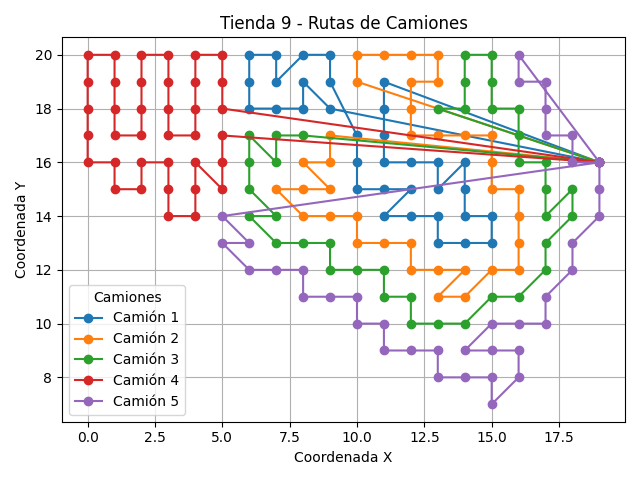 Tienda 9 - Rutas de Camiones
Coordenada Y
20
18
16
14
12
10
8
Camiones
Camión 1
Camión 2
Camión 3
Camión 4
Camión 5
0.0 2.5 5.0 7.5 10.0 12.5 15.0 17.5
Coordenada X